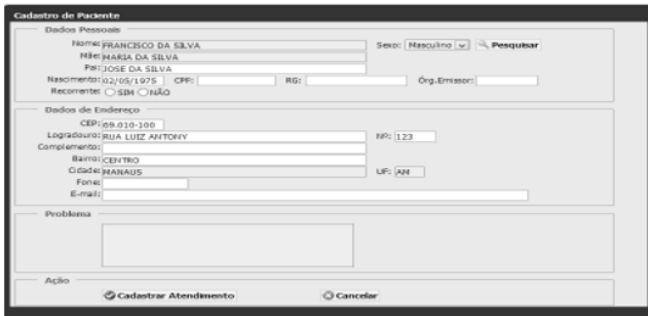 Cadastro de Paciente
Dados Pessoais
Nome: FRANCISCO DA SILVA Sexo: Masculino Pesquisar
Mãe: MARIA DA SILVA
Pai: JOSE DA SILVA
Nascimento: 02/05/1975 CPF: RG: Órg.Emissor:
Recorrente: SIM NÃO
Dados de Endereço
CEP: 69.010-100
Logradouro: RUA LUIZ ANTONY Nº: 123
Complemento:
Bairro: CENTRO
Cidade: MANAUS UF: AM
Fone:
E-mail:
Problema
Ação
Cadastrar Atendimento Cancelar